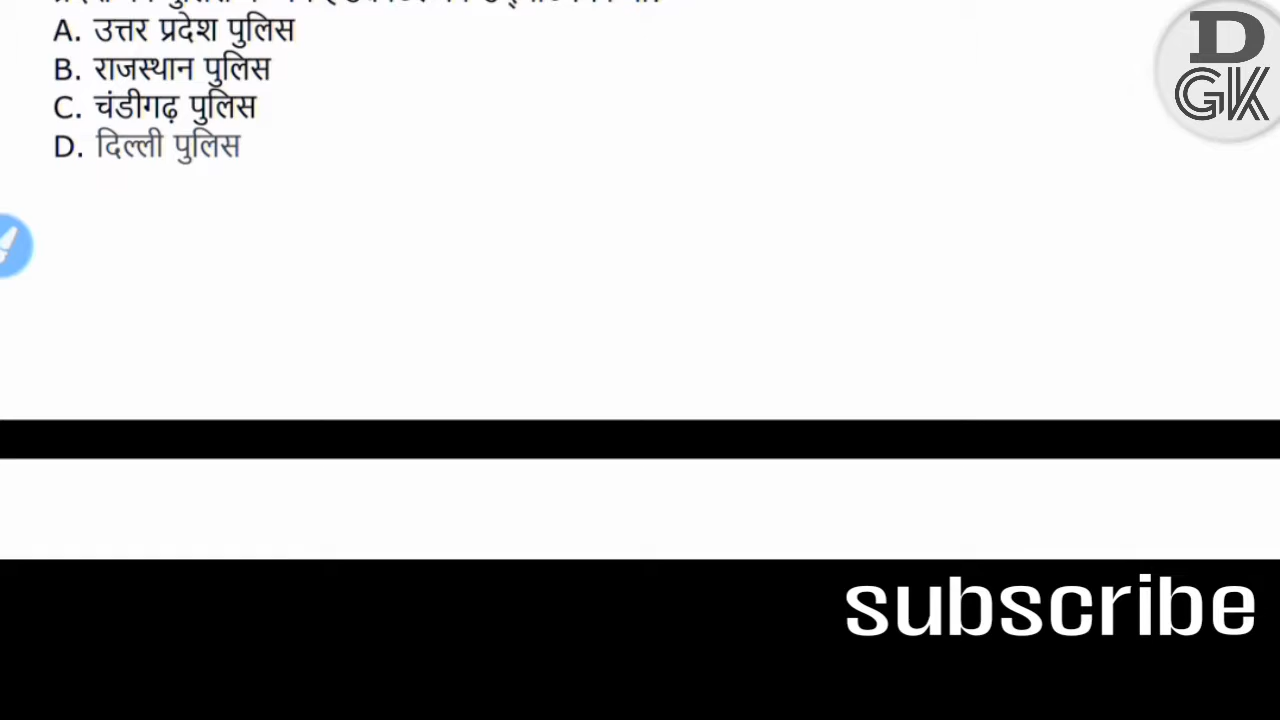 A. उत्तर प्रदेश पुलिस
B. राजस्थान पुलिस
C. चंडीगढ़ पुलिस
D. दिल्ली पुलिस
D
GK
subscribe